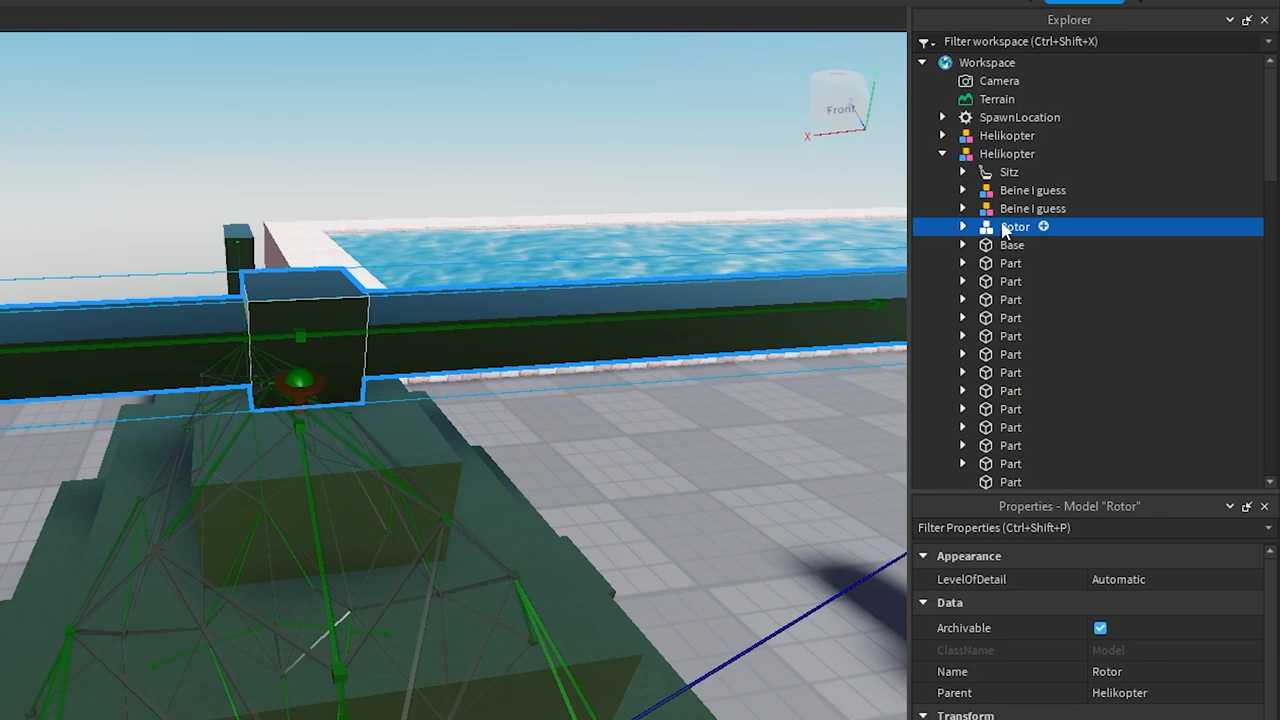 Explorer
Filter workspace (Ctrl+Shift+X)
Workspace
Camera
Terrain
SpawnLocation
Helikopter
Helikopter
Sitz
Beine I guess
Beine I guess
Rotor
Base
Part
Part
Part
Part
Part
Part
Part
Part
Part
Part
Part
Part
Part
Front
X
Z
Properties - Model "Rotor"
Filter Properties (Ctrl+Shift+P)
Appearance
LevelOfDetail Automatic
Data
Archivable
ClassName Model
Name Rotor
Parent Helikopter
Transform